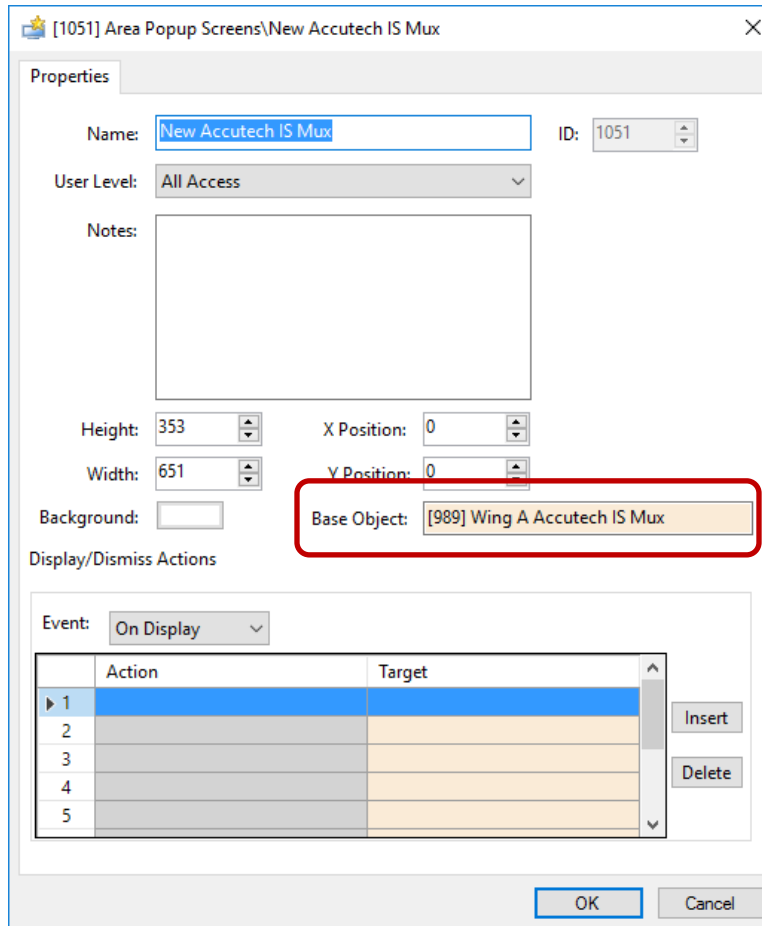 [1051] Area Popup Screens\New Accutech IS Mux
Properties
Name: New Accutech IS Mux ID: 1051
User Level: All Access
Notes:
Height: 353 X Position: 0
Width: 651 Y Position: 0
Background: Base Object: [989] Wing A Accutech IS Mux
Display/Dismiss Actions
Event: On Display
Action Target
1
Insert
2
3
Delete
4
5
OK Cancel